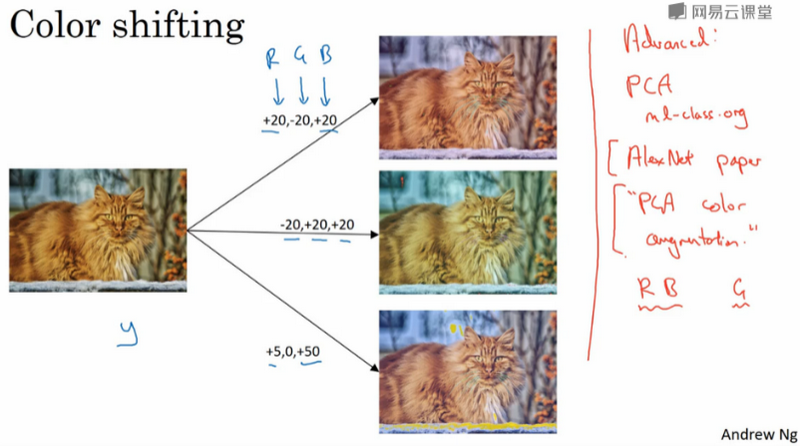 Color shifting
网易云课堂
R G B
+20,-20,+20
-20,+20,+20
+5,0,+50
y
Advanced:
PCA
ml-class.org
AlexNet paper
"PCA color
augmentation."
R B G
Andrew Ng